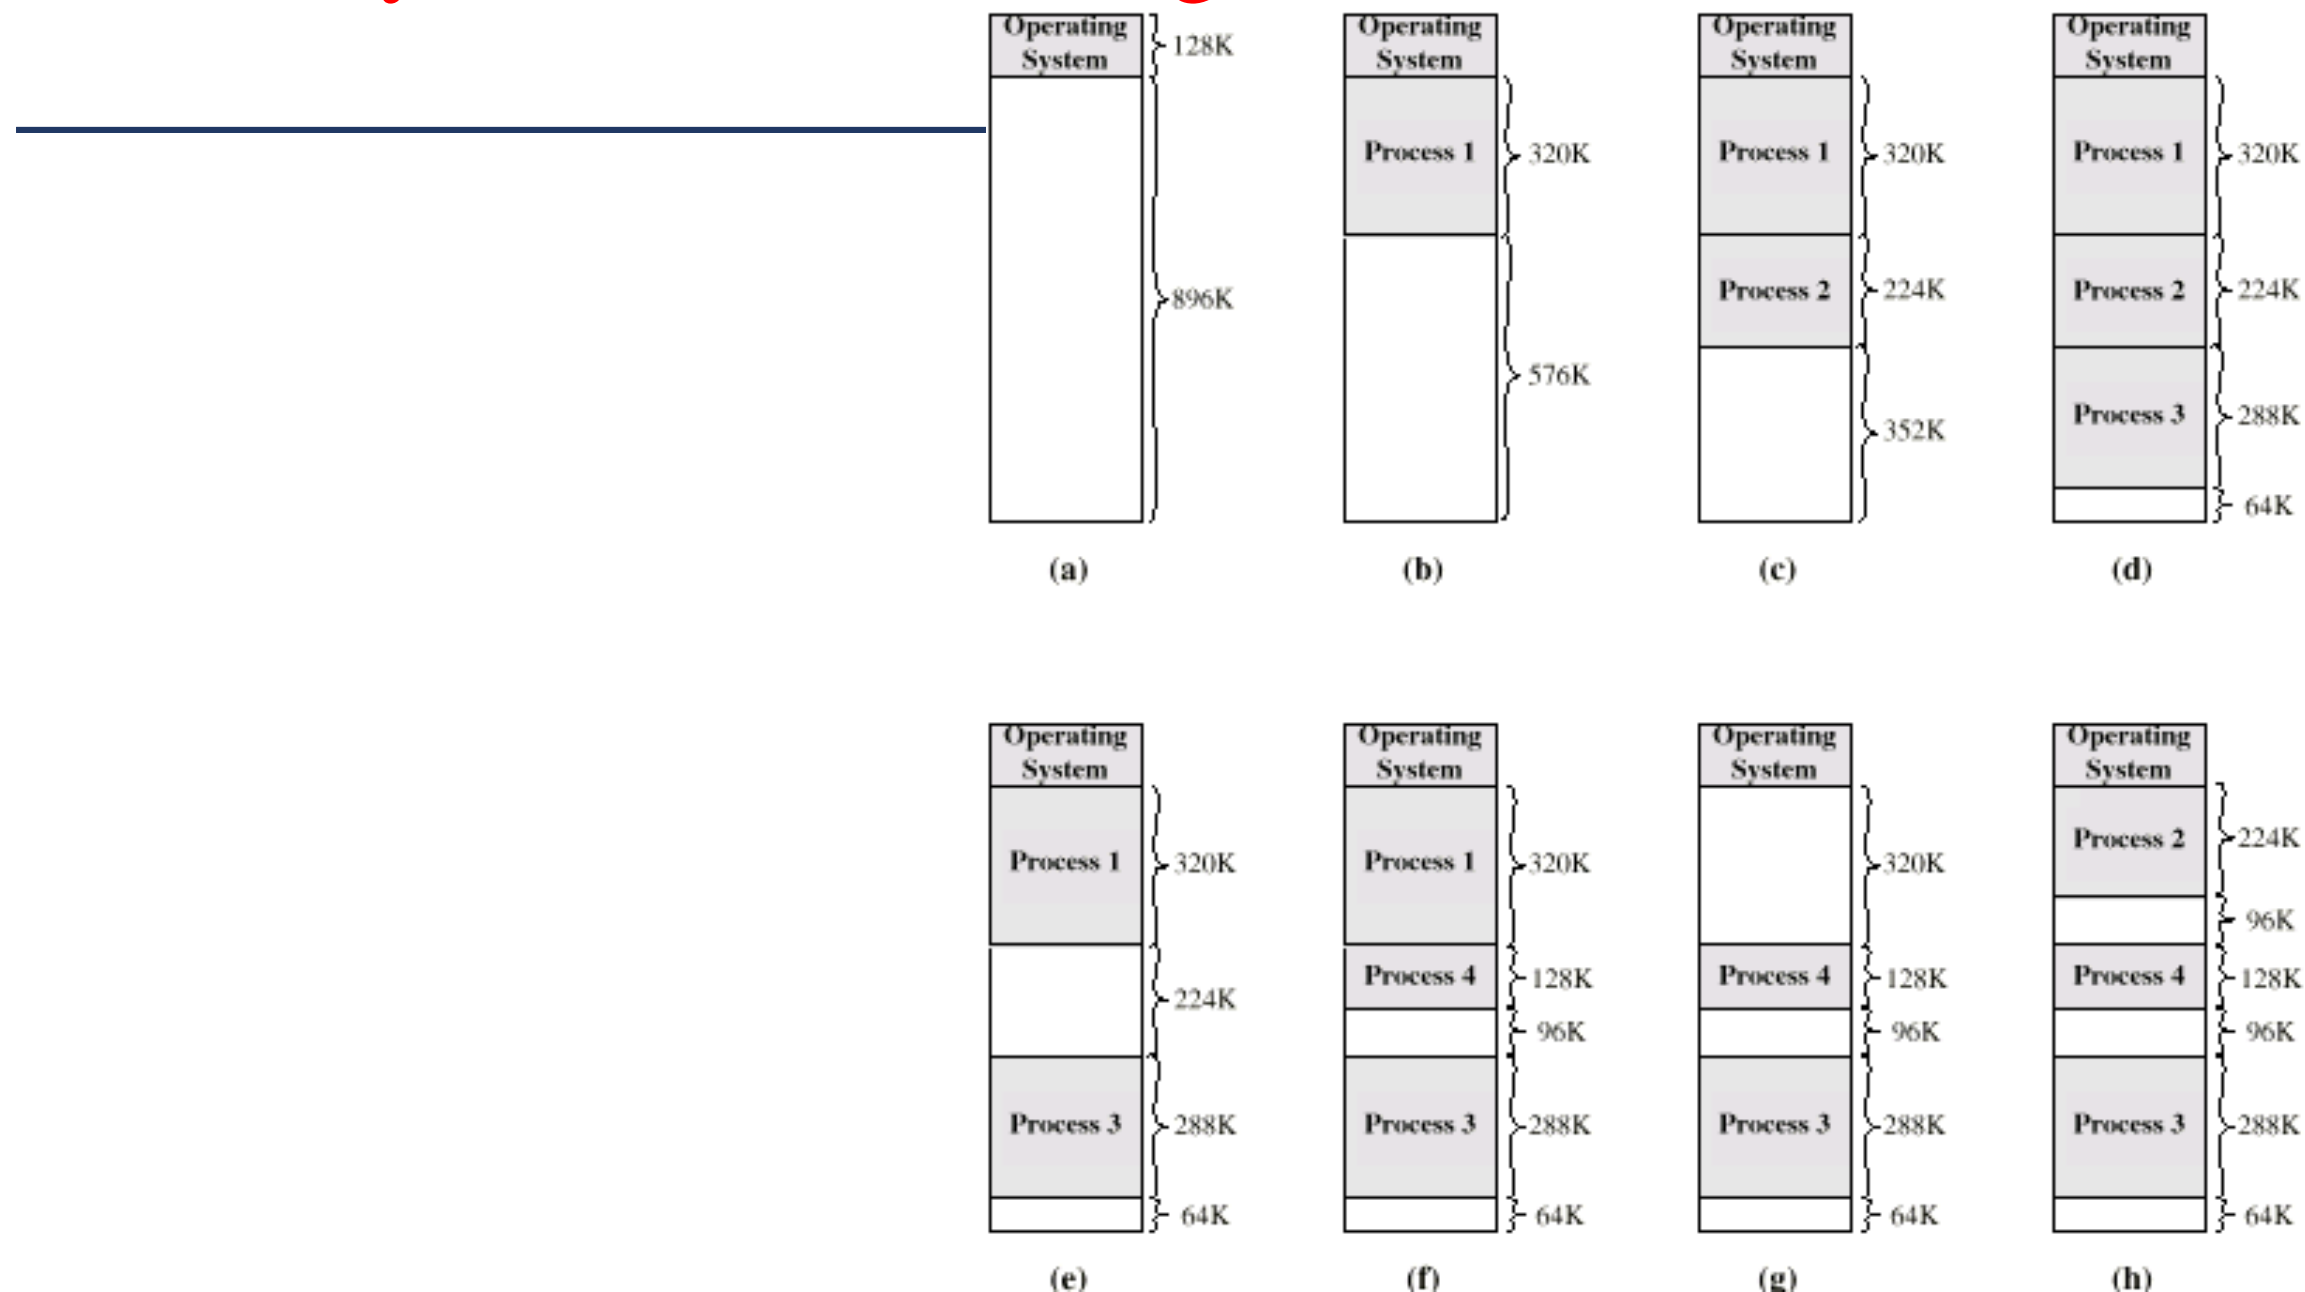 Operating
System
128K
896K
(a)
Operating
System
Process 1
320K
576K
(b)
Operating
System
Process 1
320K
Process 2
224K
352K
(c)
Operating
System
Process 1
320K
Process 2
224K
Process 3
288K
64K
(d)
Operating
System
Process 1
320K
224K
Process 3
288K
64K
(e)
Operating
System
Process 1
320K
Process 4
128K
96K
Process 3
288K
64K
(f)
Operating
System
320K
Process 4
128K
96K
Process 3
288K
64K
(g)
Operating
System
Process 2
224K
96K
Process 4
128K
96K
Process 3
288K
64K
(h)